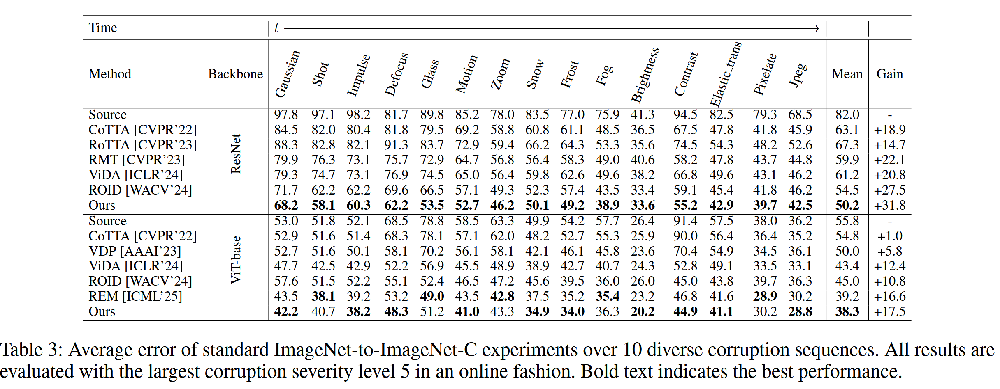 Time t
Method Backbone Gaussian Shot Impulse Defocus Glass Motion Zoom Snow Frost Fog Brightness Contrast Elastic_trans Pixelate Jpeg Mean Gain
ResNet
Source 97.8 97.1 98.2 81.7 89.8 85.2 78.0 83.5 77.0 75.9 41.3 94.5 82.5 79.3 68.5 82.0 -
CoTTA [CVPR’22] 84.5 82.0 80.4 81.8 79.5 69.2 58.8 60.8 61.1 48.5 36.5 67.5 47.8 41.8 45.9 63.1 +18.9
RoTTA [CVPR’23] 88.3 82.8 82.1 91.3 83.7 72.9 59.4 66.2 64.3 53.3 35.6 74.5 54.3 48.2 52.6 67.3 +14.7
RMT [CVPR’23] 79.9 76.3 73.1 75.7 72.9 64.7 56.8 56.4 58.3 49.0 40.6 58.2 47.8 43.7 44.8 59.9 +22.1
ViDA [ICLR’24] 79.3 74.7 73.1 76.9 74.5 65.0 56.4 59.8 62.6 49.6 38.2 66.8 49.6 43.1 46.2 61.2 +20.8
ROID [WACV’24] 71.7 62.2 62.2 69.6 66.5 57.1 49.3 52.3 57.4 43.5 33.4 59.1 45.4 41.8 46.2 54.5 +27.5
Ours 68.2 58.1 60.3 62.2 53.5 52.7 46.2 50.1 49.2 38.9 33.6 55.2 42.9 39.7 42.5 50.2 +31.8
ViT-base
Source 53.0 51.8 52.1 68.5 78.8 58.5 63.3 49.9 54.2 57.7 26.4 91.4 57.5 38.0 36.2 55.8 -
CoTTA [CVPR’22] 52.9 51.6 51.4 68.3 78.1 57.1 62.0 48.2 52.7 55.3 25.9 90.0 56.4 36.4 35.2 54.8 +1.0
VDP [AAAI’23] 52.7 51.6 50.1 58.1 70.2 56.1 58.1 42.1 46.1 45.8 23.6 70.4 54.9 34.5 36.1 50.0 +5.8
ViDA [ICLR’24] 47.7 42.5 42.9 52.2 56.9 45.5 48.9 38.9 42.7 40.7 24.3 52.8 49.1 33.5 33.1 43.4 +12.4
ROID [WACV’24] 57.6 51.5 52.2 55.1 52.4 46.5 47.2 45.6 39.5 36.0 26.0 45.0 43.8 39.7 36.3 45.0 +10.8
REM [ICML’25] 43.5 38.1 39.2 53.2 49.0 43.5 42.8 37.5 35.2 35.4 23.2 46.8 41.6 28.9 30.2 39.2 +16.6
Ours 42.2 40.7 38.2 48.3 51.2 41.0 43.3 34.9 34.0 36.3 20.2 44.9 41.1 30.2 28.8 38.3 +17.5
Table 3: Average error of standard ImageNet-to-ImageNet-C experiments over 10 diverse corruption sequences. All results are
evaluated with the largest corruption severity level 5 in an online fashion. Bold text indicates the best performance.